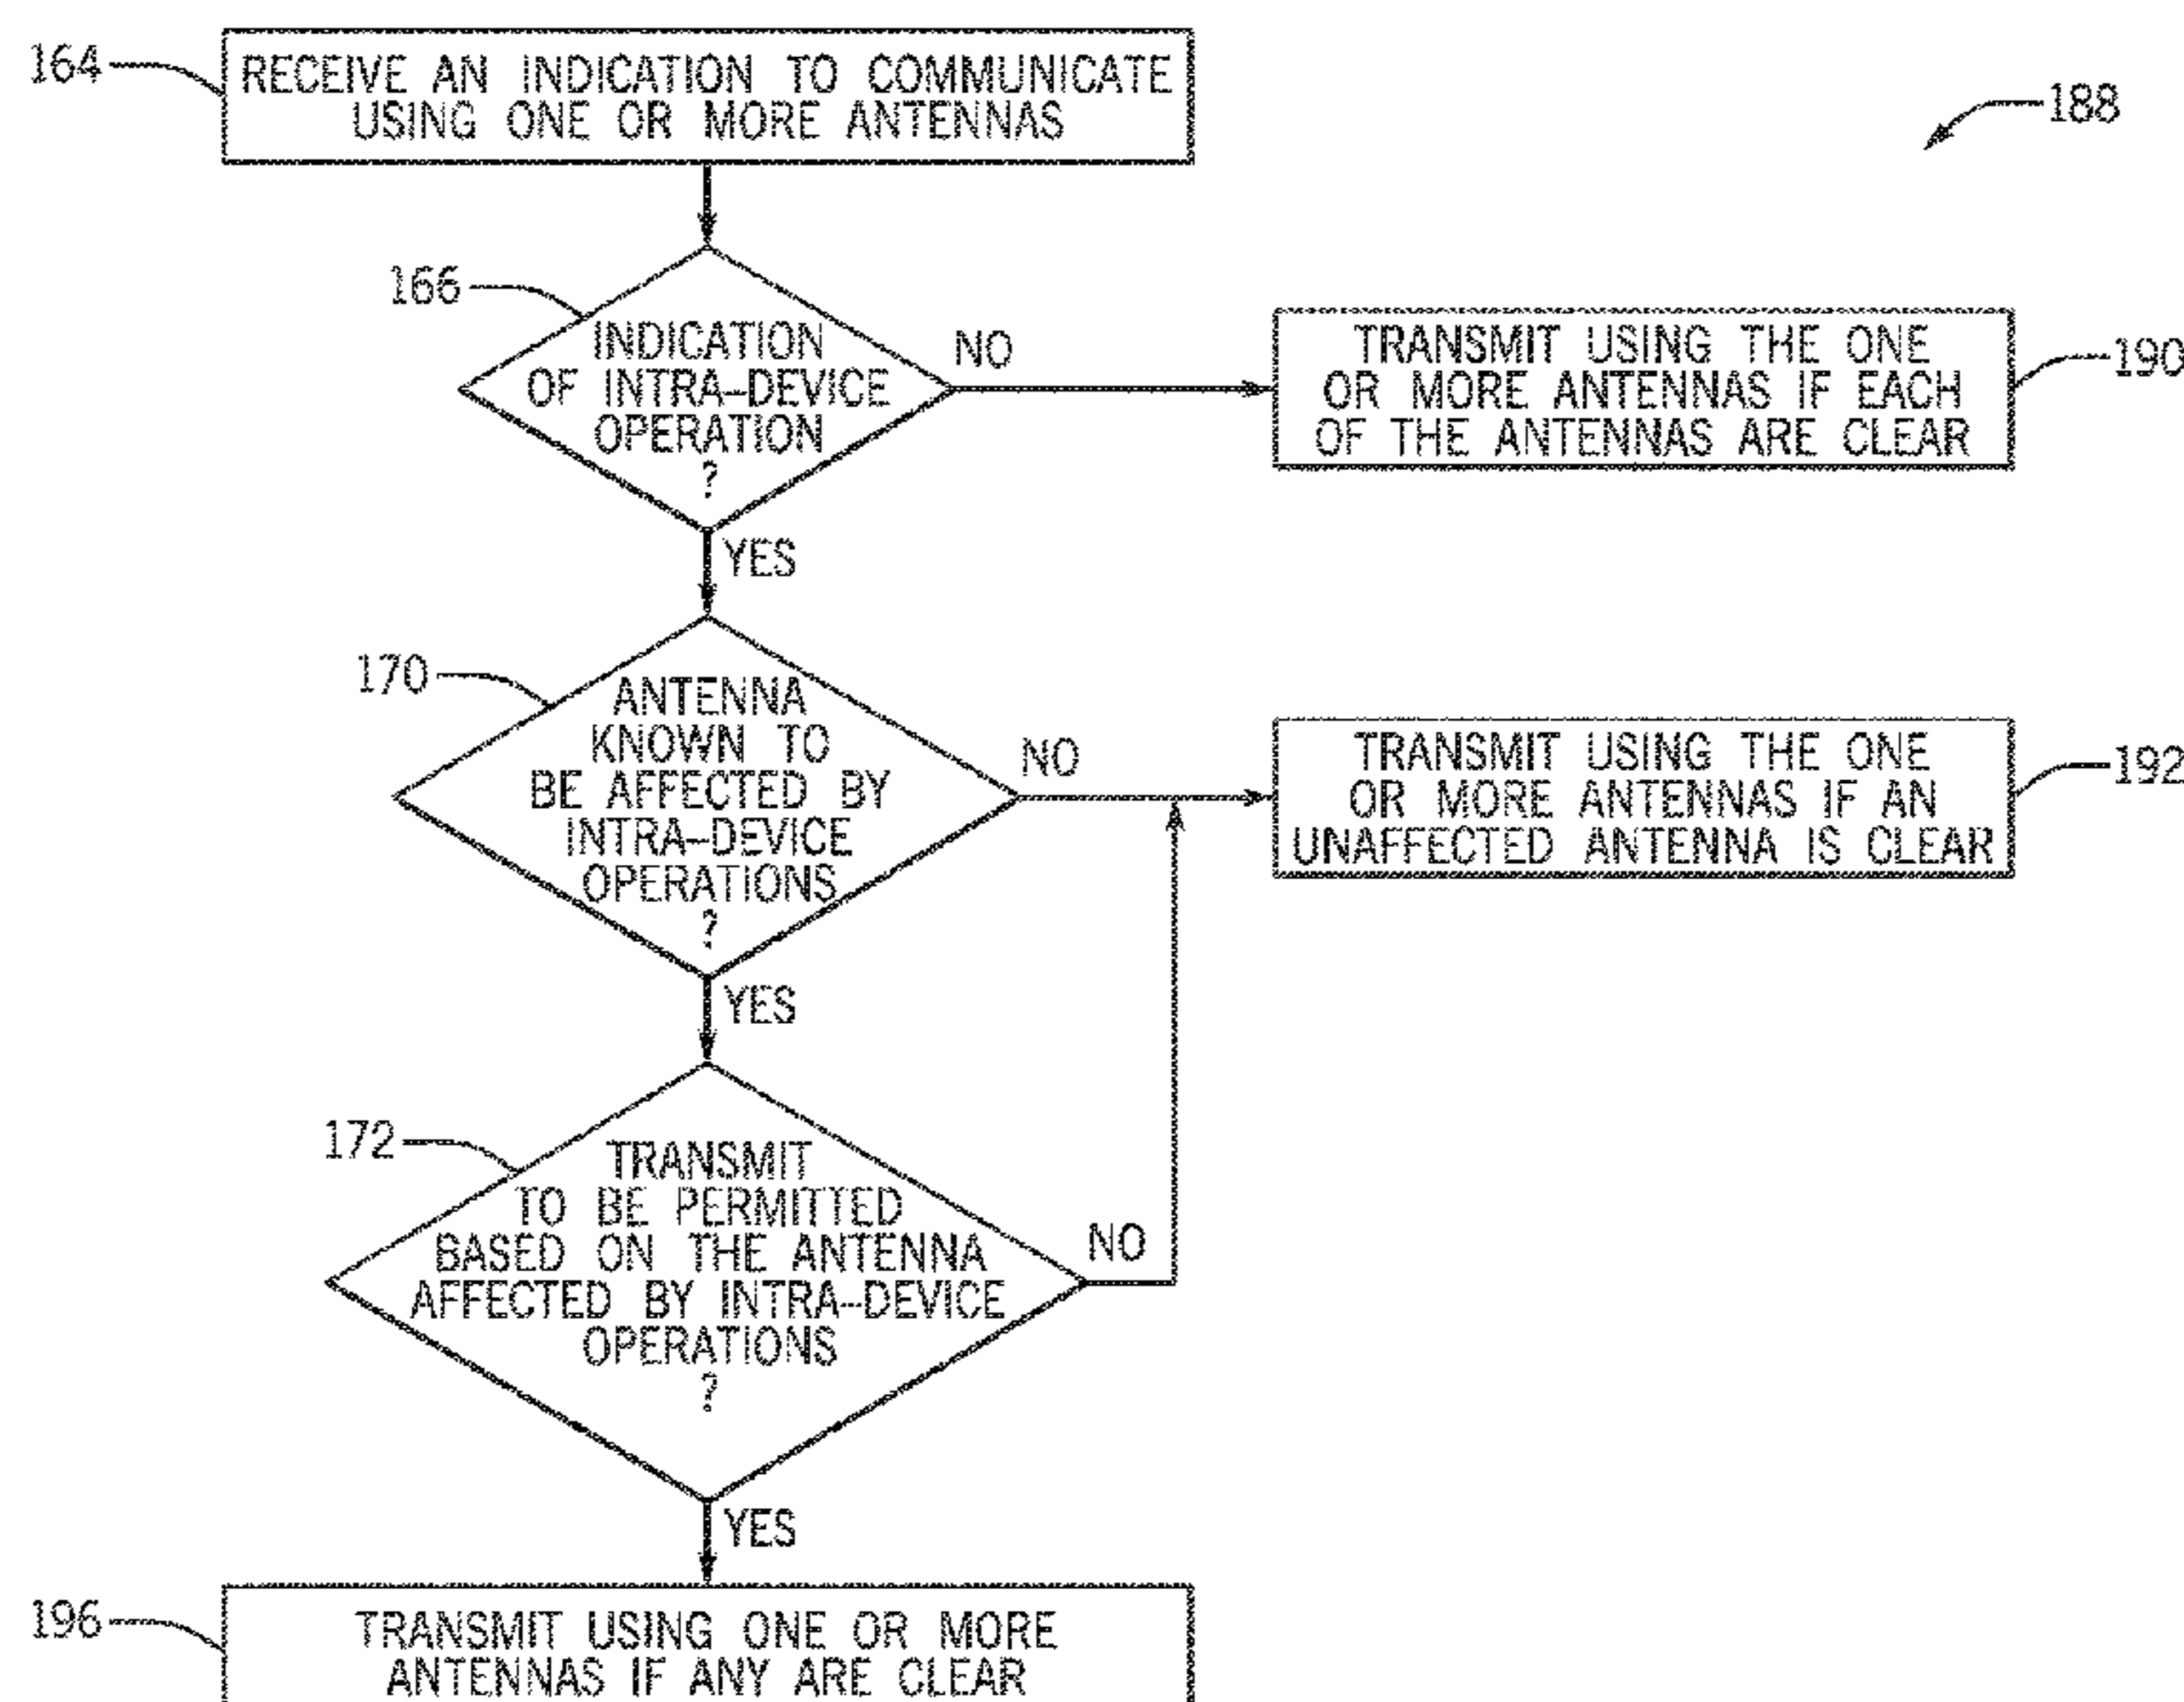 164
RECEIVE AN INDICATION TO COMMUNICATE
USING ONE OR MORE ANTENNAS
188
166
INDICATION
OF INTRA-DEVICE
OPERATION
?
NO
TRANSMIT USING THE ONE
OR MORE ANTENNAS IF EACH
OF THE ANTENNAS ARE CLEAR
190
YES
170
ANTENNA
KNOWN TO
BE AFFECTED BY
INTRA-DEVICE
OPERATIONS
?
NO
TRANSMIT USING THE ONE
OR MORE ANTENNAS IF AN
UNAFFECTED ANTENNA IS CLEAR
192
YES
172
TRANSMIT
TO BE PERMITTED
BASED ON THE ANTENNA
AFFECTED BY INTRA-DEVICE
OPERATIONS
?
NO
YES
196
TRANSMIT USING ONE OR MORE
ANTENNAS IF ANY ARE CLEAR